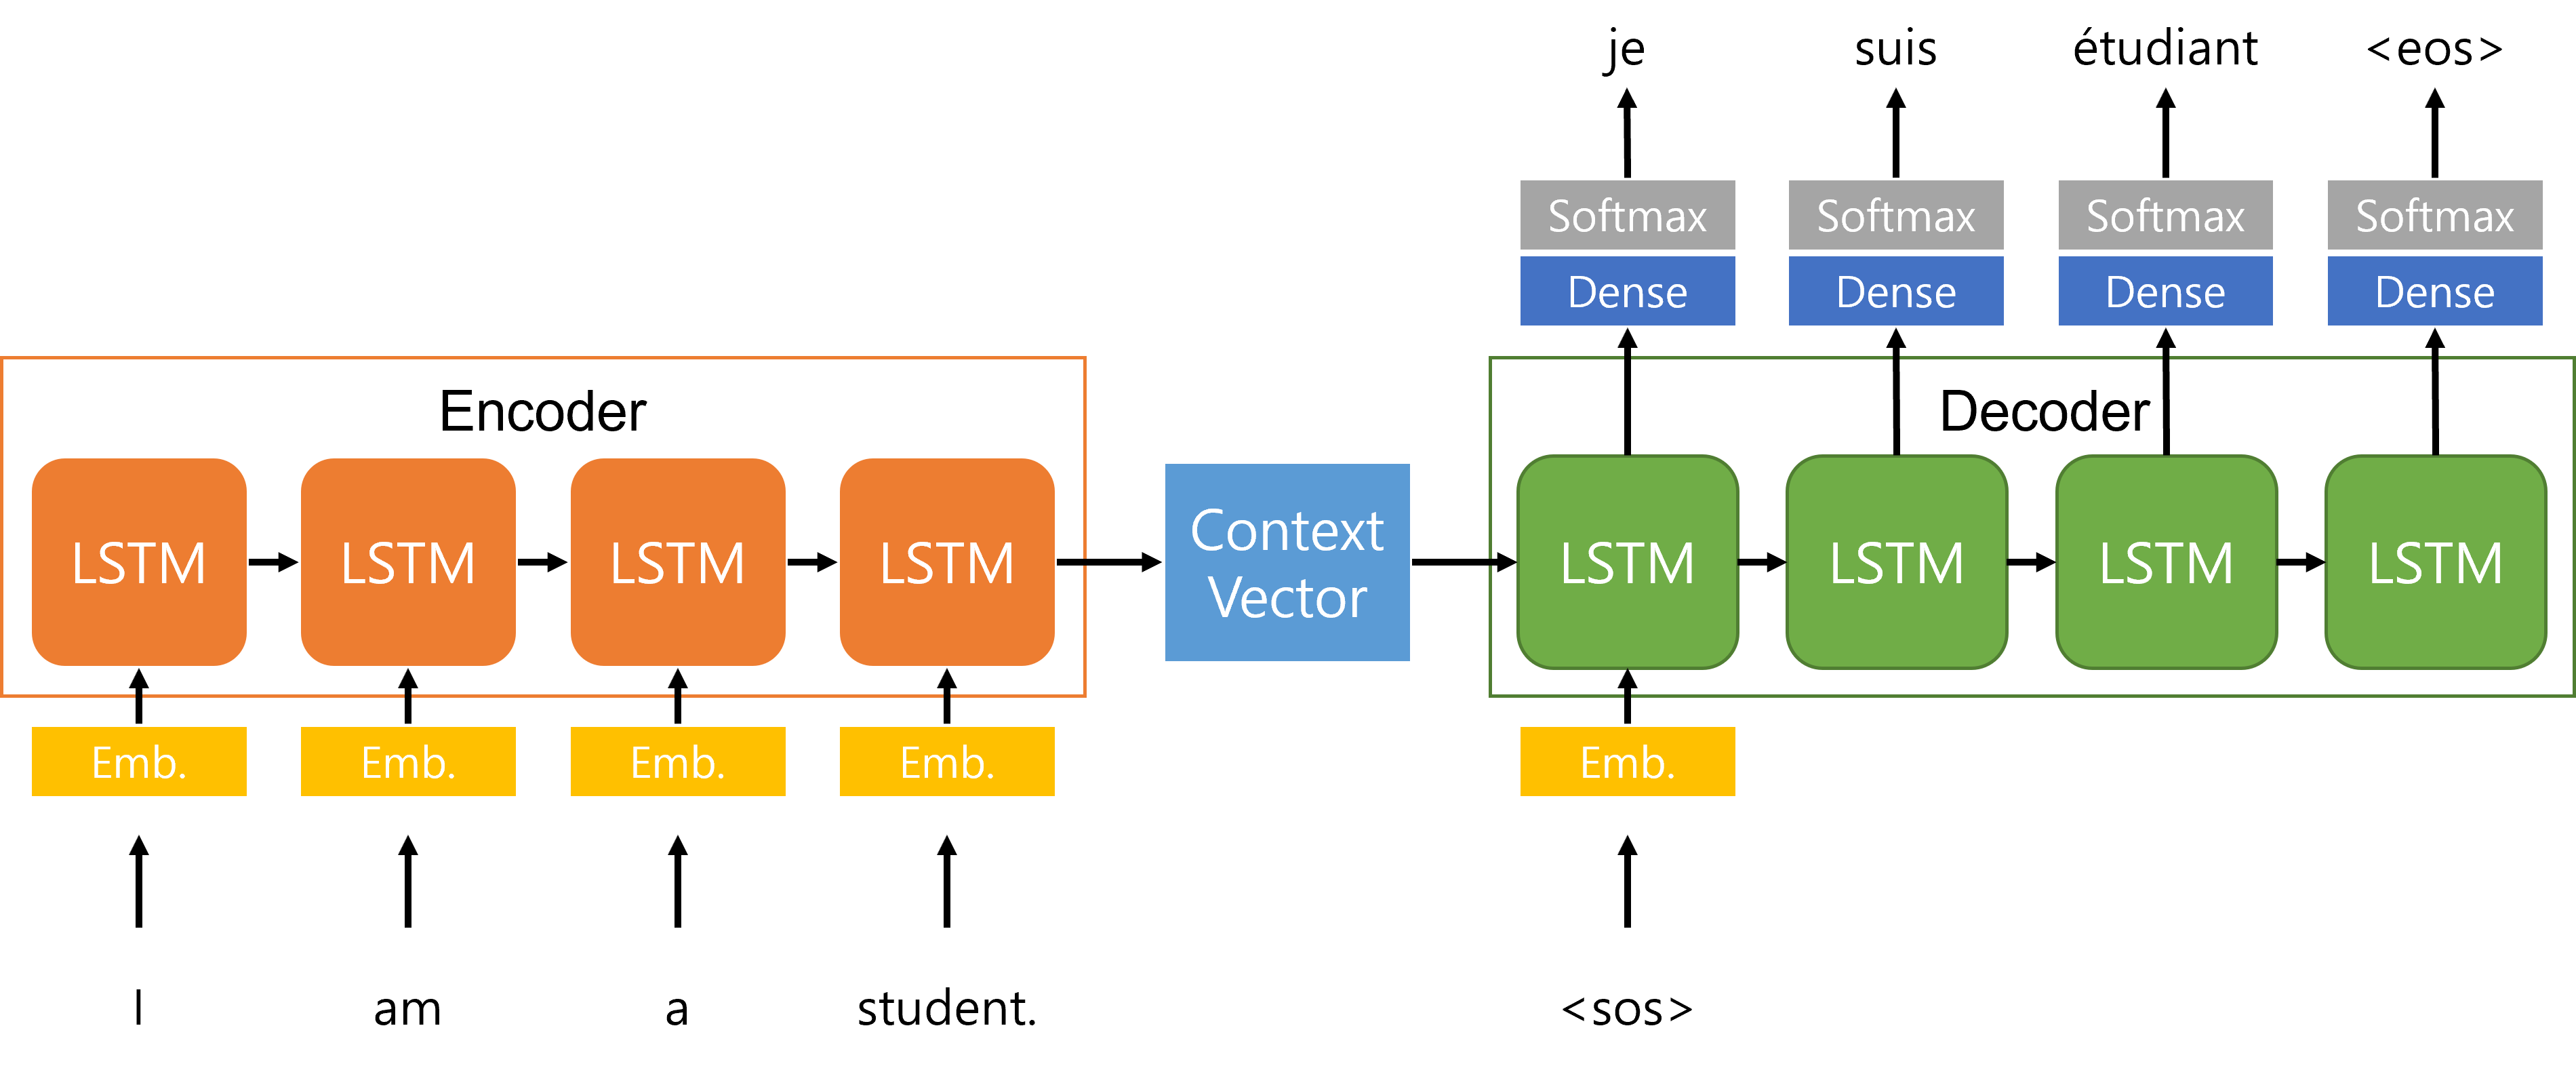 je suis étudiant <eos>
Softmax Softmax Softmax Softmax
Dense Dense Dense Dense
Encoder
Decoder
LSTM LSTM LSTM LSTM
Context
Vector
LSTM LSTM LSTM LSTM
Emb. Emb. Emb. Emb.
Emb.
I am a student.
<sos>